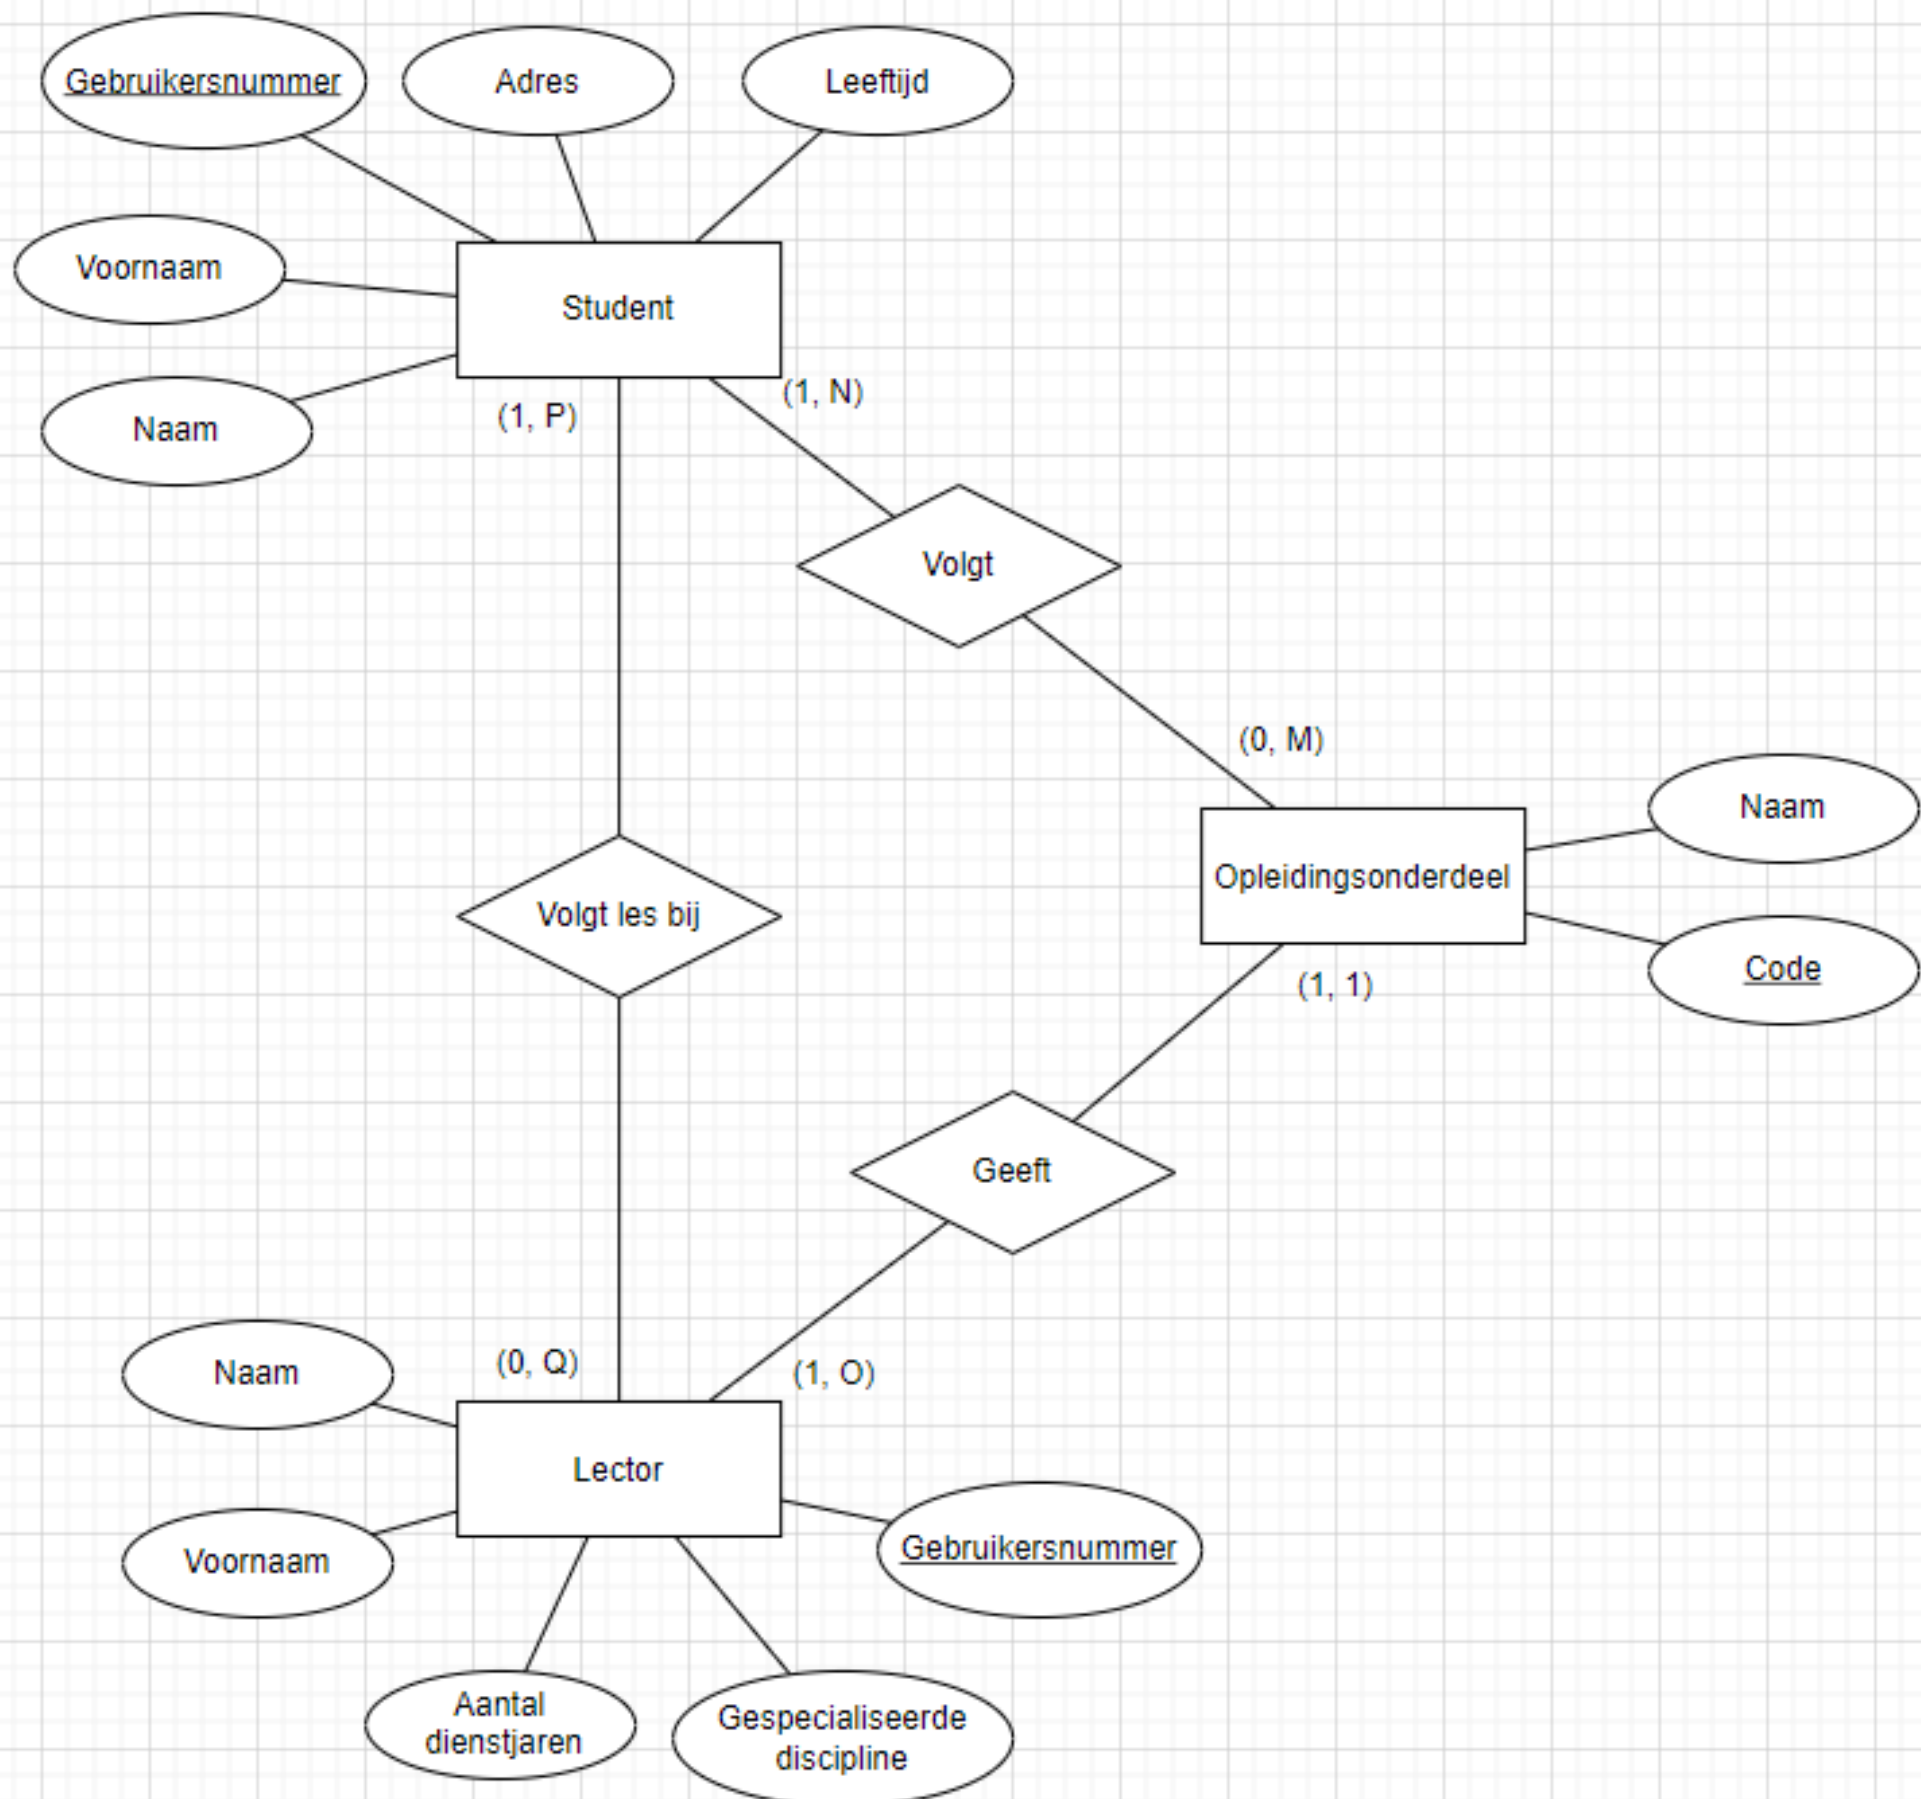 Gebruikersnummer
Adres
Leeftijd
Voornaam
Student
Naam
(1, P)
(1, N)
Volgt
(0, M)
Naam
Opleidingsonderdeel
Code
Volgt les bij
(1, 1)
Geeft
(0, Q)
(1, O)
Naam
Lector
Voornaam
Gebruikersnummer
Aantal
dienstjaren
Gespecialiseerde
discipline